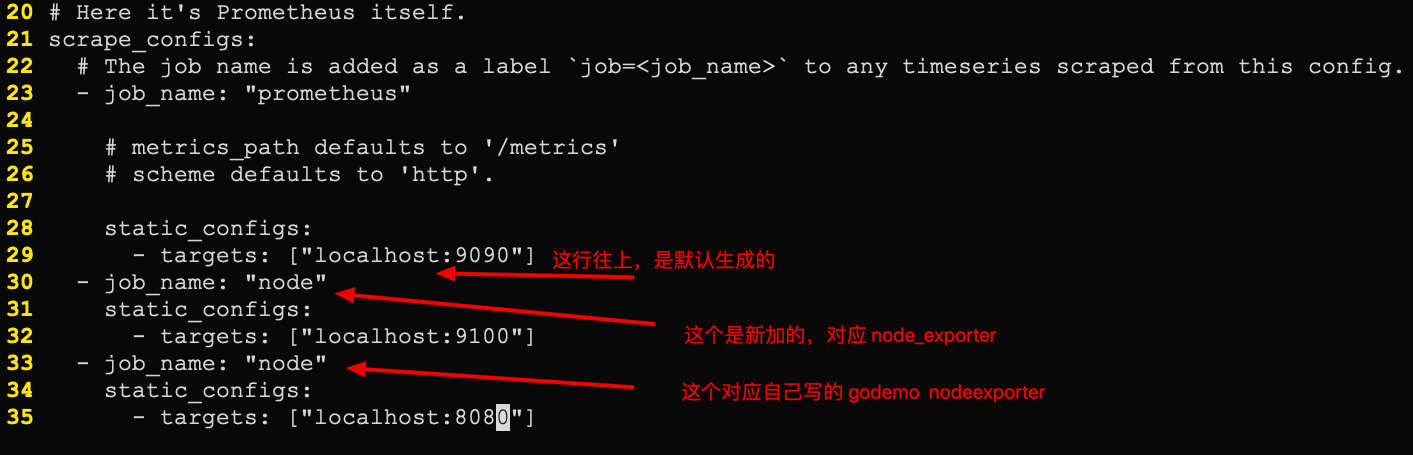 20 # Here it's Prometheus itself.
21 scrape_configs:
22   # The job name is added as a label `job=<job_name>` to any timeseries scraped from this config.
23   - job_name: "prometheus"
24
25     # metrics_path defaults to '/metrics'
26     # scheme defaults to 'http'.
27
28     static_configs:
29       - targets: ["localhost:9090"] 这行往上，是默认生成的
30   - job_name: "node"
31     static_configs:
32       - targets: ["localhost:9100"] 这个是新加的，对应 node_exporter
33   - job_name: "node"
34     static_configs: 这个对应自己写的 godemo nodeexporter
35       - targets: ["localhost:8080"]